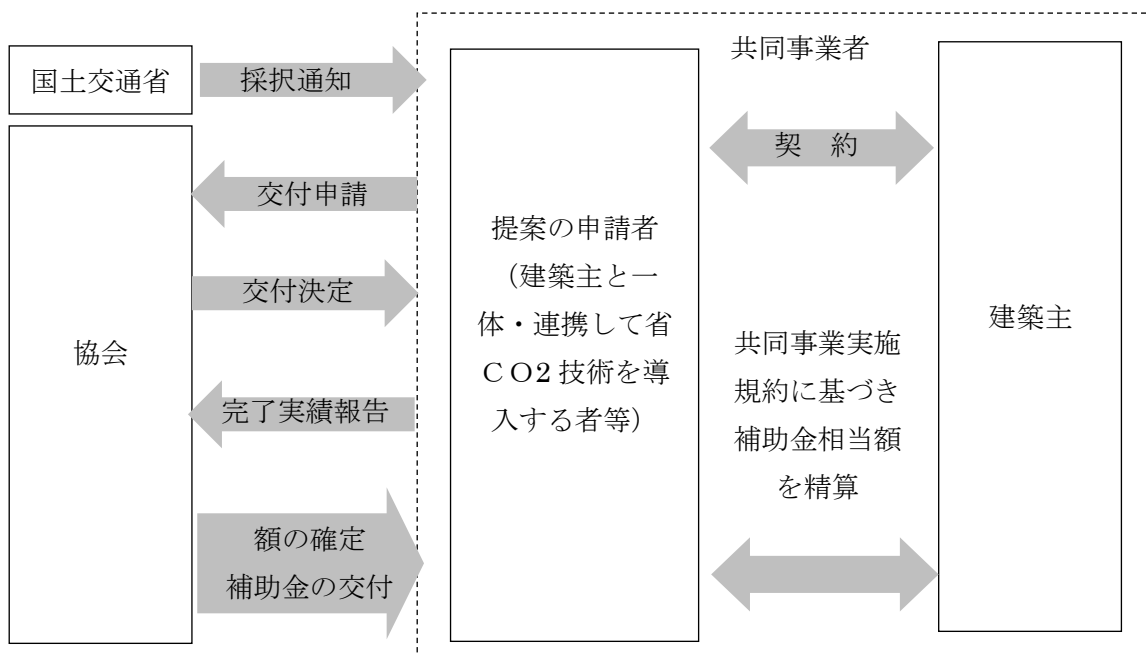 共同事業者
国土交通省
採択通知
契　約
交付申請
提案の申請者
（建築主と一
体・連携して省
ＣＯ2 技術を導
入する者等）
交付決定
建築主
協会
共同事業実施
規約に基づき
補助金相当額
を精算
完了実績報告
額の確定
補助金の交付